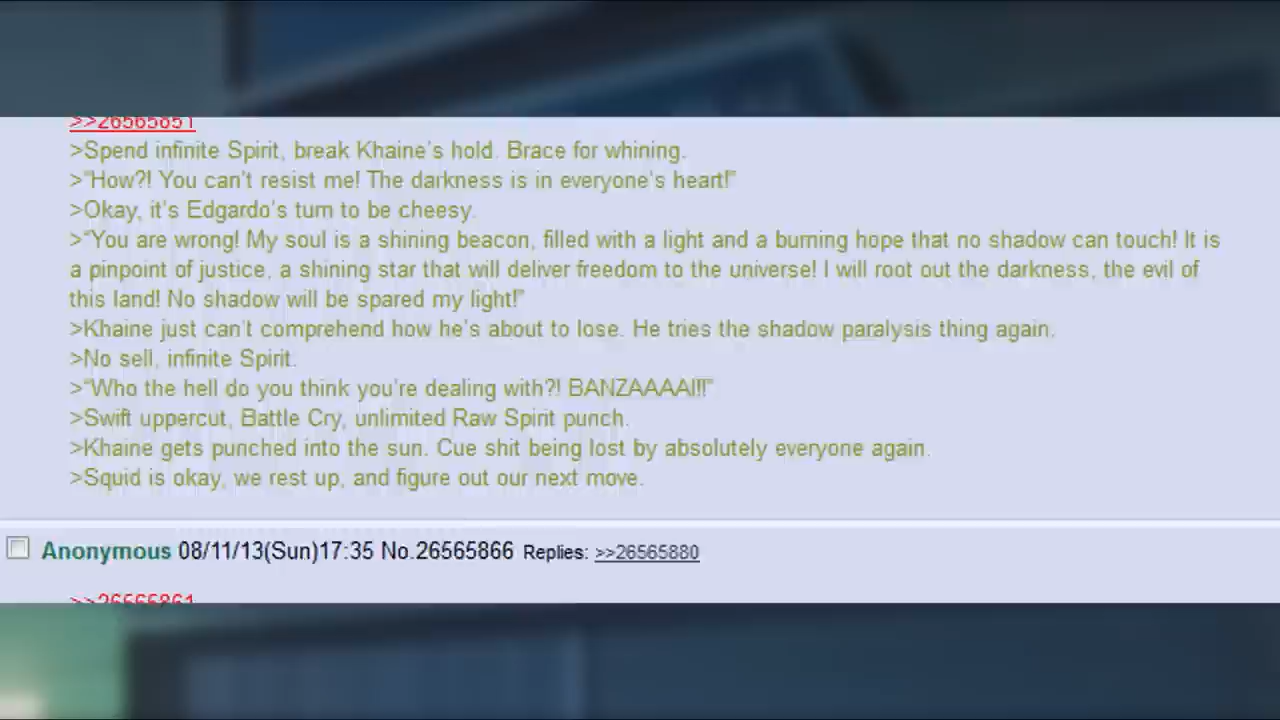 >>26565851
>Spend infinite Spirit, break Khaine's hold. Brace for whining.
>"How?! You can't resist me! The darkness is in everyone's heart!"
>Okay, it's Edgardo's turn to be cheesy.
>"You are wrong! My soul is a shining beacon, filled with a light and a burning hope that no shadow can touch! It is
a pinpoint of justice, a shining star that will deliver freedom to the universe! I will root out the darkness, the evil of
this land! No shadow will be spared my light!"
>Khaine just can't comprehend how he's about to lose. He tries the shadow paralysis thing again.
>No sell, infinite Spirit.
>"Who the hell do you think you're dealing with?! BANZAAAAI!!!"
>Swift uppercut, Battle Cry, unlimited Raw Spirit punch.
>Khaine gets punched into the sun. Cue shit being lost by absolutely everyone again.
>Squid is okay, we rest up, and figure out our next move.
Anonymous 08/11/13(Sun)17:35 No.26565866 Replies: >>26565880
>>26565861